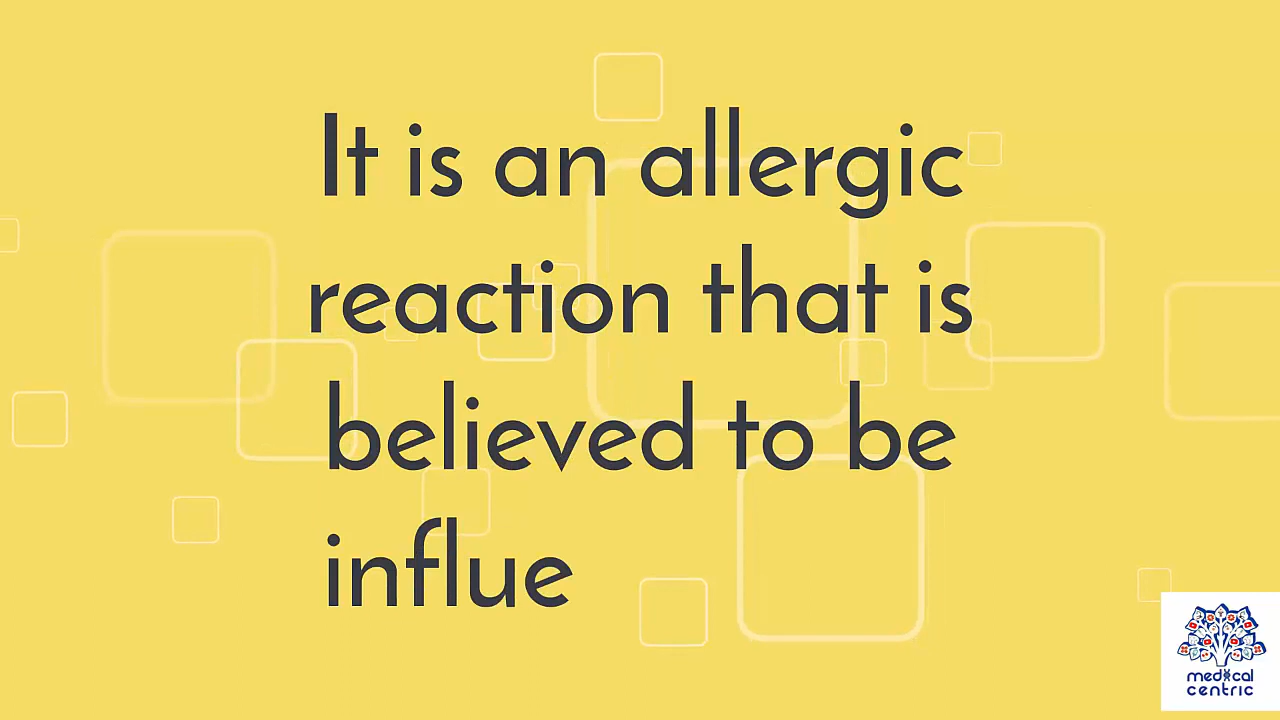 It is an allergic
reaction that is
believed to be
influe
medical
centric